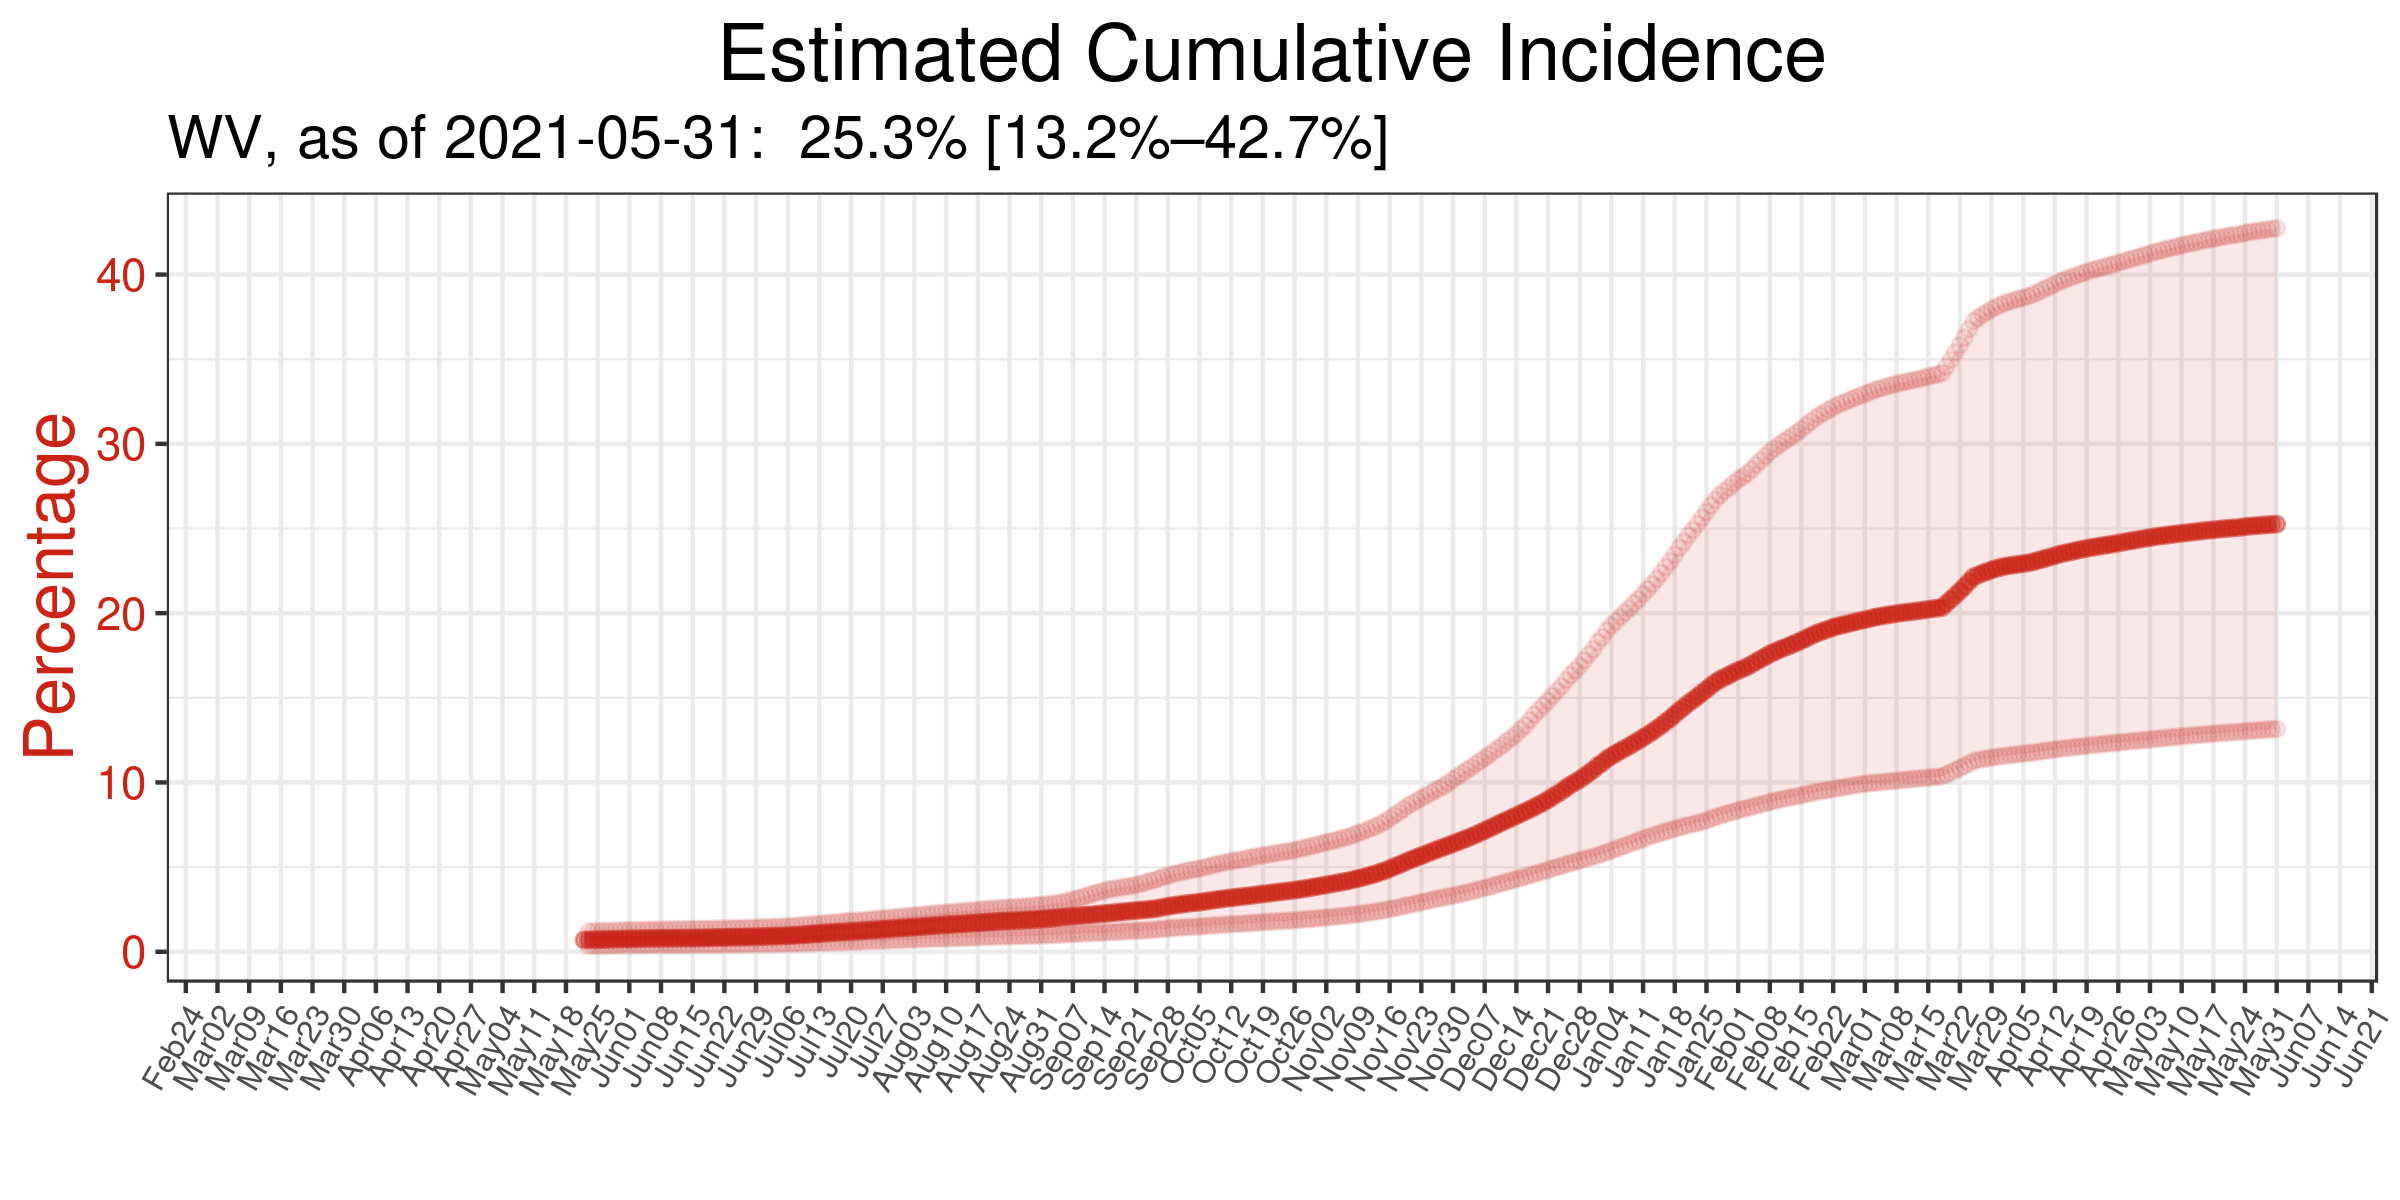 Estimated Cumulative Incidence
WV, as of 2021-05-31:  25.3% [13.2%–42.7%]
Percentage
40
30
20
10
0
Feb24
Mar02
Mar09
Mar16
Mar23
Mar30
Apr06
Apr13
Apr20
Apr27
May04
May11
May18
May25
Jun01
Jun08
Jun15
Jun22
Jun29
Jul06
Jul13
Jul20
Jul27
Aug03
Aug10
Aug17
Aug24
Aug31
Sep07
Sep14
Sep21
Sep28
Oct05
Oct12
Oct19
Oct26
Nov02
Nov09
Nov16
Nov23
Nov30
Dec07
Dec14
Dec21
Dec28
Jan04
Jan11
Jan18
Jan25
Feb01
Feb08
Feb15
Feb22
Mar01
Mar08
Mar15
Mar22
Mar29
Apr05
Apr12
Apr19
Apr26
May03
May10
May17
May24
May31
Jun07
Jun14
Jun21